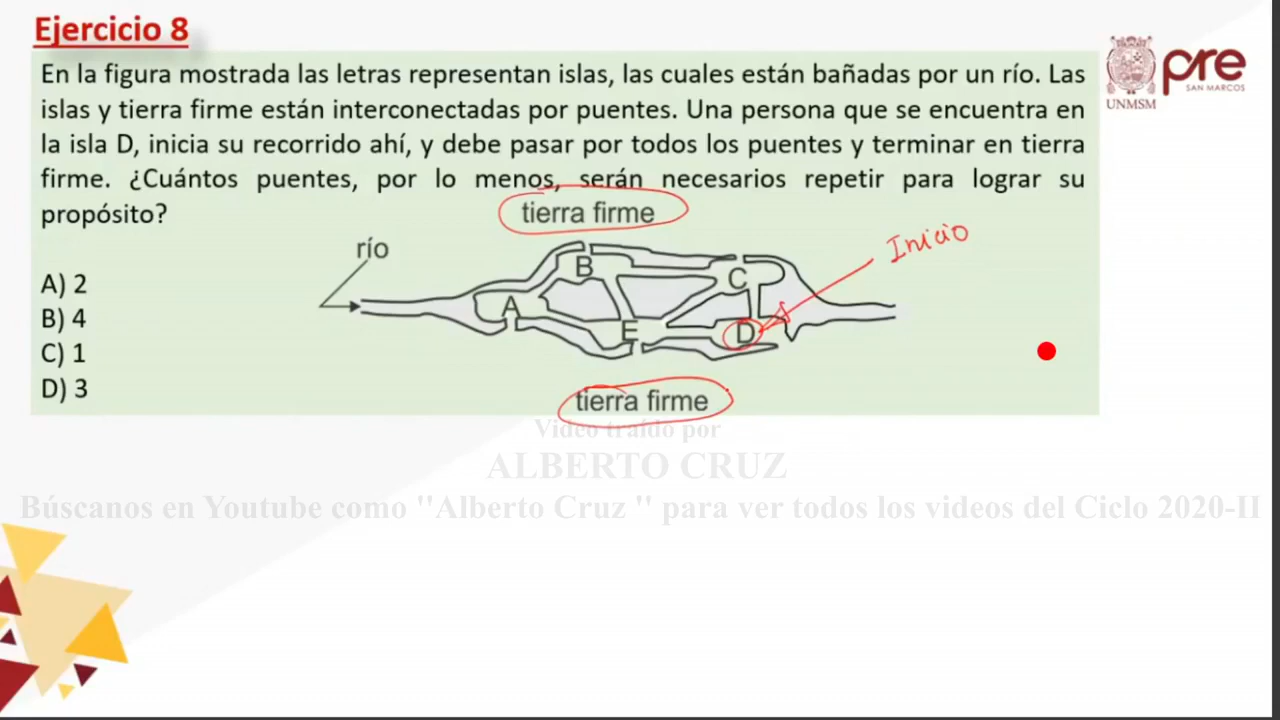 Ejercicio 8
En la figura mostrada las letras representan islas, las cuales están bañadas por un río. Las
islas y tierra firme están interconectadas por puentes. Una persona que se encuentra en
la isla D, inicia su recorrido ahí, y debe pasar por todos los puentes y terminar en tierra
firme. ¿Cuántos puentes, por lo menos, serán necesarios repetir para lograr su
propósito?
A) 2
B) 4
C) 1
D) 3
tierra firme
río
Inicio
B
C
A
E
D
tierra firme
UNMSM
pre
SAN MARCOS
Video traido por
ALBERTO CRUZ
Búscanos en Youtube como ''Alberto Cruz '' para ver todos los videos del Ciclo 2020-II